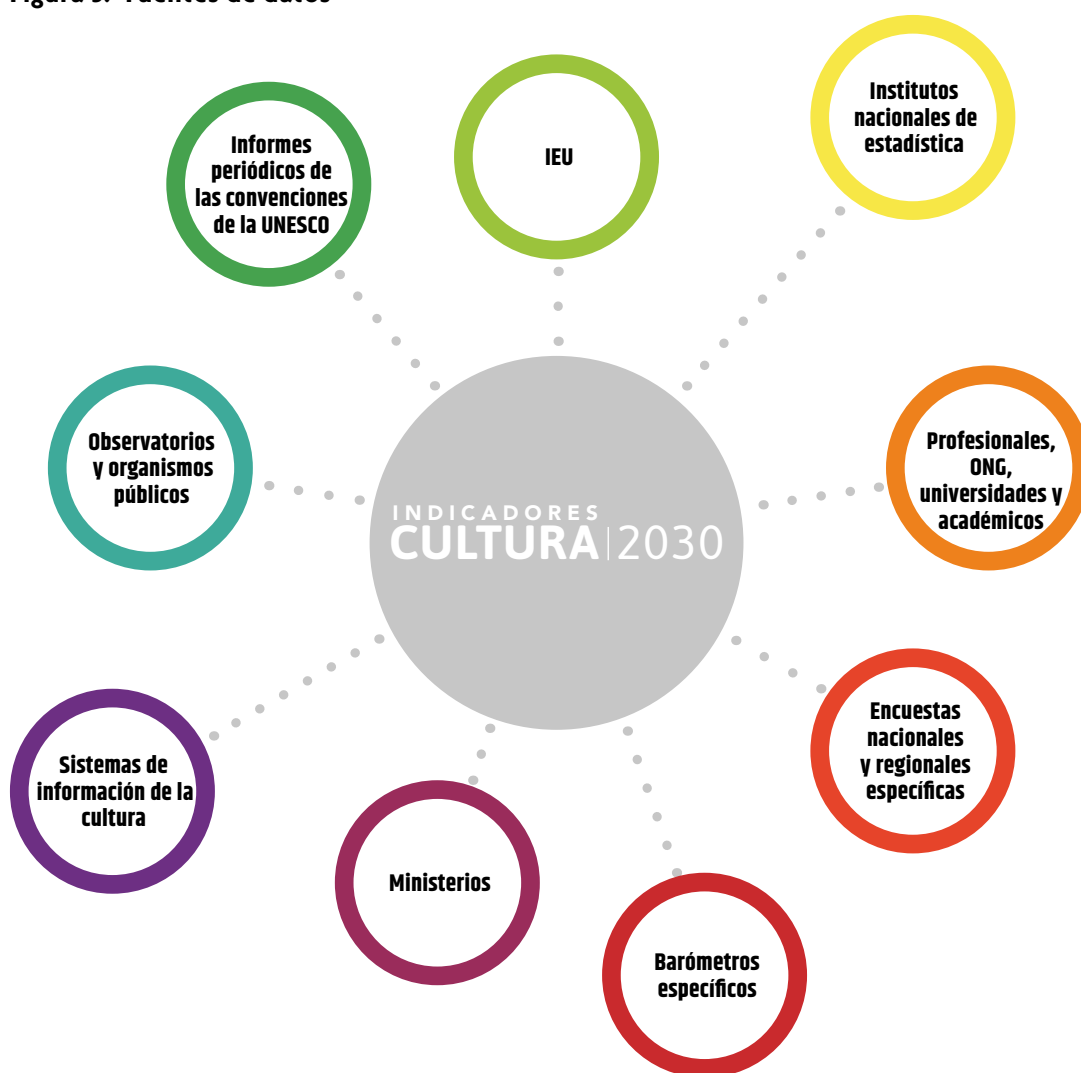 Figura
Fuentes de datos
Informes
periódicos de
las convenciones
de la UNESCO
IEU
Institutos
nacionales de
estadística
Observatorios
y organismos
públicos
INDICADORES
CULTURA|2030
Profesionales,
ONG,
universidades y
académicos
Sistemas de
información de la
cultura
Ministerios
Barómetros
específicos
Encuestas
nacionales
y regionales
específicas